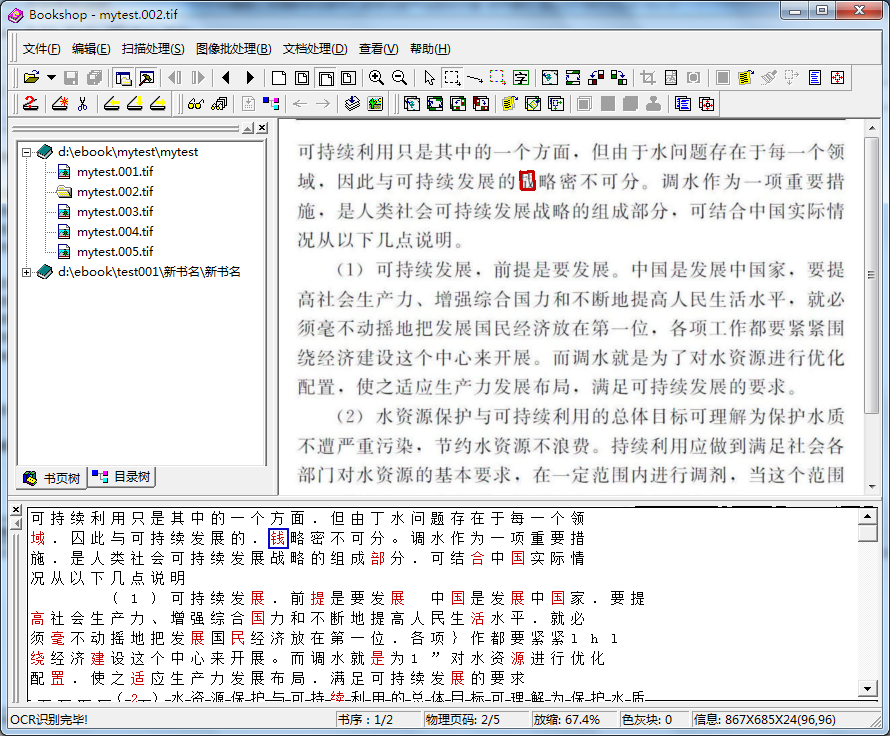 Bookshop - mytest.002.tif
文件(F) 编辑(E) 扫描处理(S) 图像批处理(B) 文档处理(D) 查看(V) 帮助(H)
d:\ebook\mytest\mytest
mytest.001.tif
mytest.002.tif
mytest.003.tif
mytest.004.tif
mytest.005.tif
d:\ebook\test001\新书名\新书名
书页树 目录树
可持续利用只是其中的一个方面，但由于水问题存在于每一个领
域，因此与可持续发展的战略密不可分。调水作为一项重要措
施，是人类社会可持续发展战略的组成部分，可结合中国实际情
况从以下几点说明。
（1）可持续发展，前提是要发展。中国是发展中国家，要提
高社会生产力、增强综合国力和不断地提高人民生活水平，就必
须毫不动摇地把发展国民经济放在第一位，各项工作都要紧紧围
绕经济建设这个中心来开展。而调水就是为了对水资源进行优化
配置，使之适应生产力发展布局，满足可持续发展的要求。
（2）水资源保护与可持续利用的总体目标可理解为保护水质
不遭严重污染，节约水资源不浪费。持续利用应做到满足社会各
部门对水资源的基本要求，在一定范围内进行调剂，当这个范围
可持续利用只是其中的一个方面．但由丁水问题存在于每一个领
域．囚此与可持续发展的．钱略密不可分。调水作为一项重要措
施．是人类社会可持续发展战略的组成部分．可结合中国实际情
况从以下几点说明
(1)可持续发展．前提是要发展 中国是发展中国家．要提
高社会生产力、增强综合国力和不断地提高人民生活水平．就必
须毫不动摇地把发展国民经济放在第一位．各项}作都要紧紧lhl
绕经济建设这个中心来开展。而调水就是为1”对水资源进行优化
配置．使之适应生产力发展布局．满足可持续发展的要求
(2)水资源保护与可持续利用的总体目标可理解为保护水质
OCR识别完毕! 书序：1/2 物理页码: 2/5 放缩: 67.4% 色灰块: 0 信息: 867X685X24(96,96)